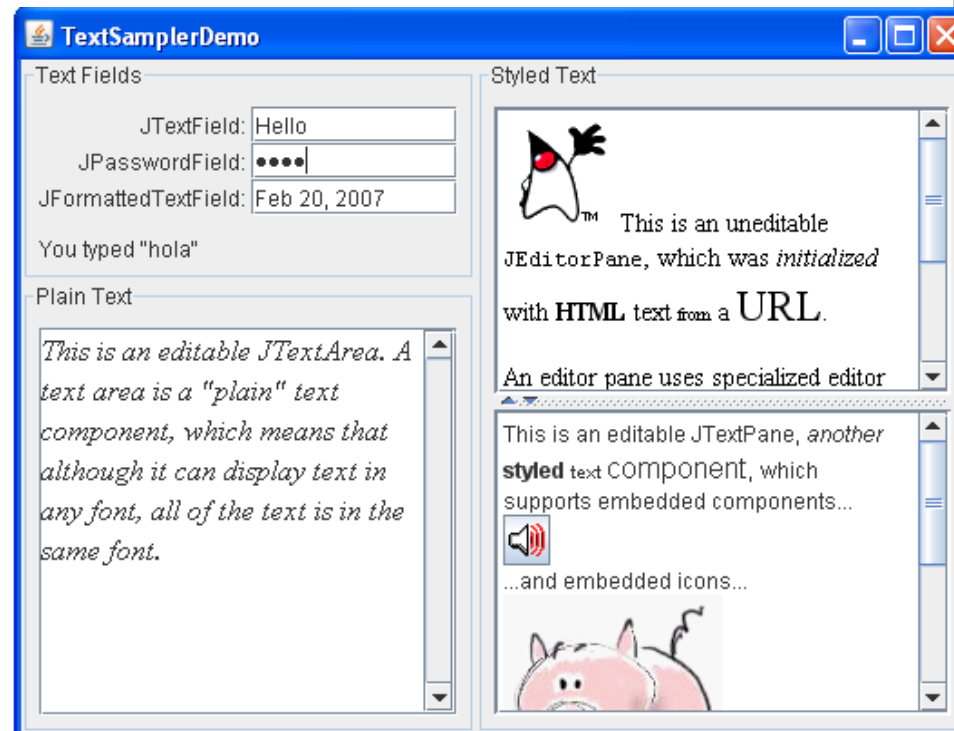 TextSamplerDemo
Text Fields
JTextField: Hello
JPasswordField: ••••
JFormattedTextField: Feb 20, 2007
You typed "hola"
Plain Text
This is an editable JTextArea. A
text area is a "plain" text
component, which means that
although it can display text in
any font, all of the text is in the
same font.
Styled Text
TM This is an uneditable
JEditorPane, which was initialized
with HTML text from a URL.
An editor pane uses specialized editor
This is an editable JTextPane, another
styled text component, which
supports embedded components...
...and embedded icons...